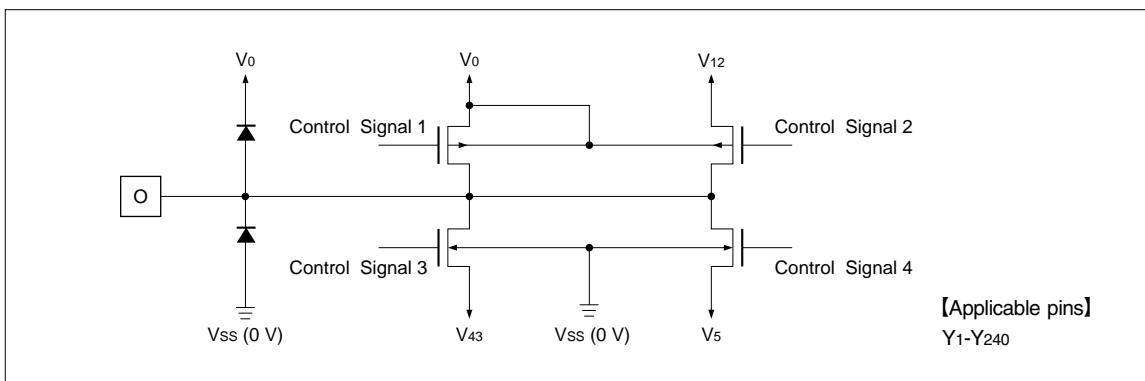 V0 V0 V12
Control Signal 1 Control Signal 2
O
Control Signal 3 Control Signal 4
VSS (0 V) V43 VSS (0 V) V5
【Applicable pins】
Y1-Y240